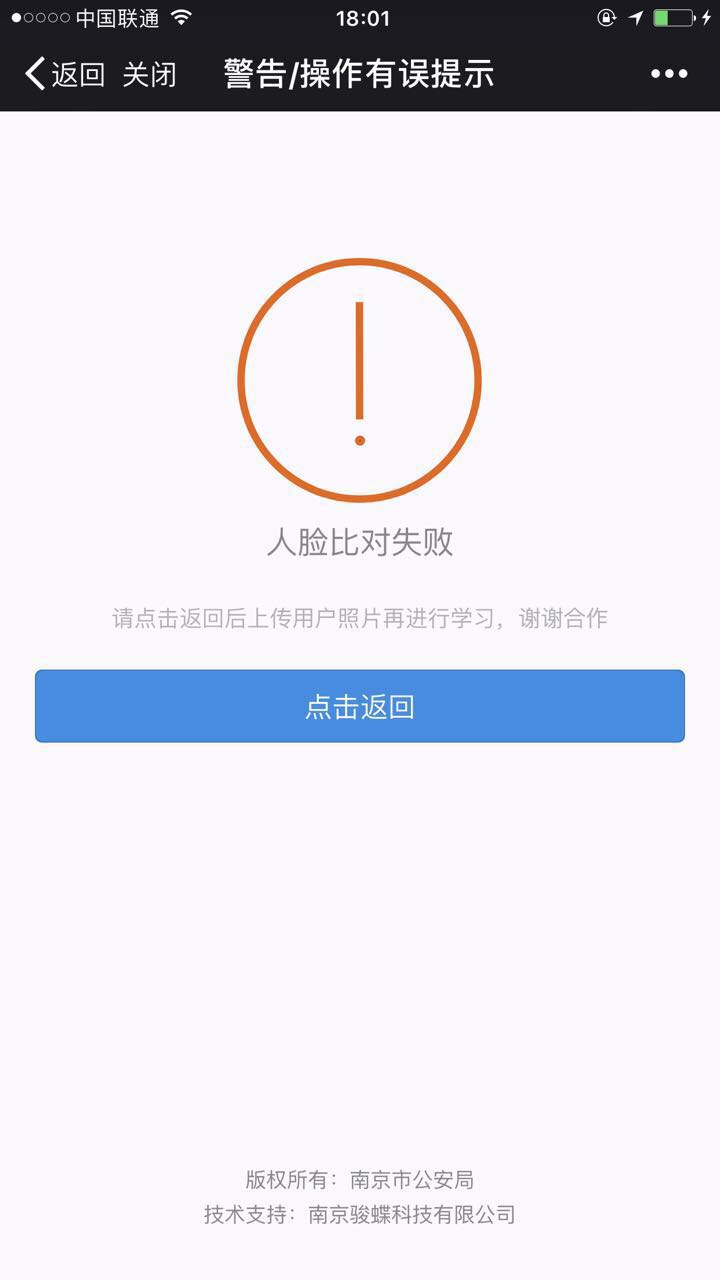 中国联通 18:01
返回 关闭 警告/操作有误提示
人脸比对失败
请点击返回后上传用户照片再进行学习，谢谢合作
点击返回
版权所有：南京市公安局
技术支持：南京骏蝶科技有限公司